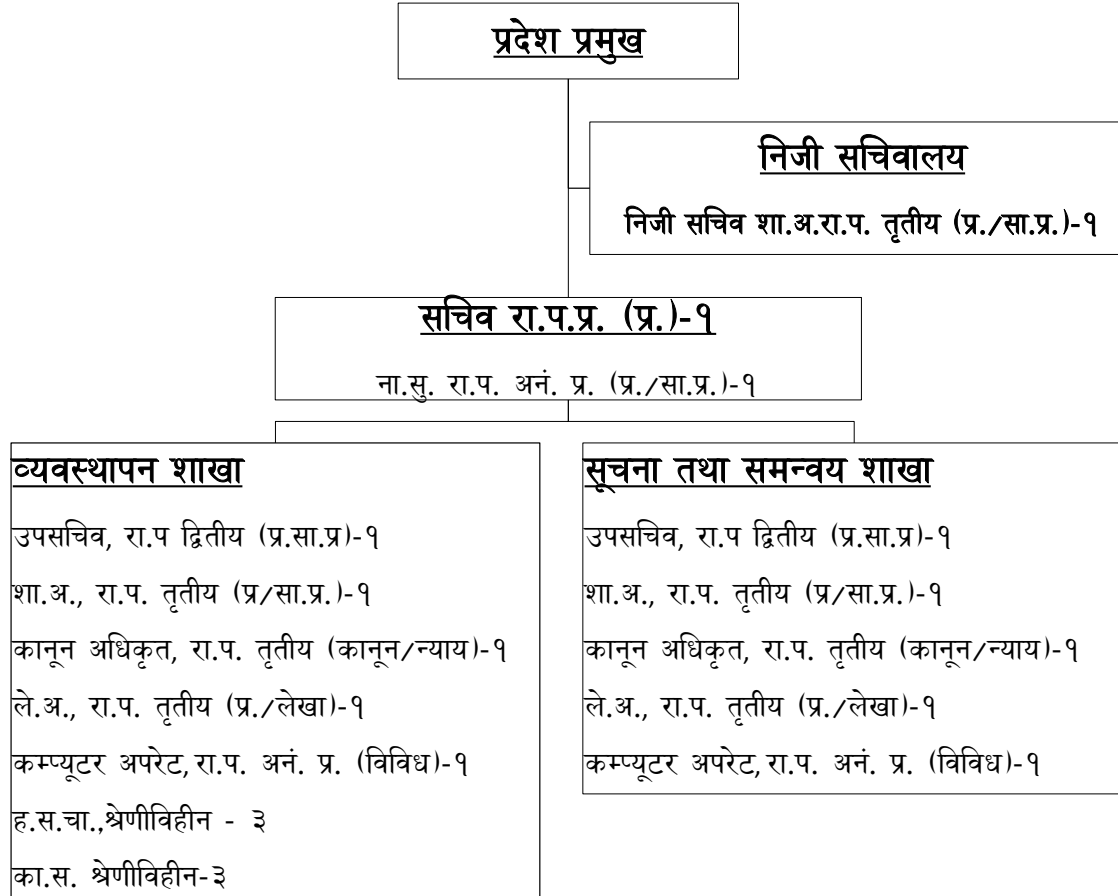 प्रदेश प्रमुख
निजी सचिवालय
निजी सचिव शा.अ.रा.प. तृतीय (प्र./सा.प्र.)-१
सचिव रा.प.प्र. (प्र.)-१
ना.सु. रा.प. अनं. प्र. (प्र./सा.प्र.)-१
व्यवस्थापन शाखा
उपसचिव, रा.प द्वितीय (प्र.सा.प्र)-१
शा.अ., रा.प. तृतीय (प्र/सा.प्र.)-१
कानून अधिकृत, रा.प. तृतीय (कानून/न्याय)-१
ले.अ., रा.प. तृतीय (प्र./लेखा)-१
कम्प्यूटर अपरेट,रा.प. अनं. प्र. (विविध)-१
ह.स.चा.,श्रेणीविहीन - ३
का.स. श्रेणीविहीन-३
सूचना तथा समन्वय शाखा
उपसचिव, रा.प द्वितीय (प्र.सा.प्र)-१
शा.अ., रा.प. तृतीय (प्र/सा.प्र.)-१
कानून अधिकृत, रा.प. तृतीय (कानून/न्याय)-१
ले.अ., रा.प. तृतीय (प्र./लेखा)-१
कम्प्यूटर अपरेट,रा.प. अनं. प्र. (विविध)-१